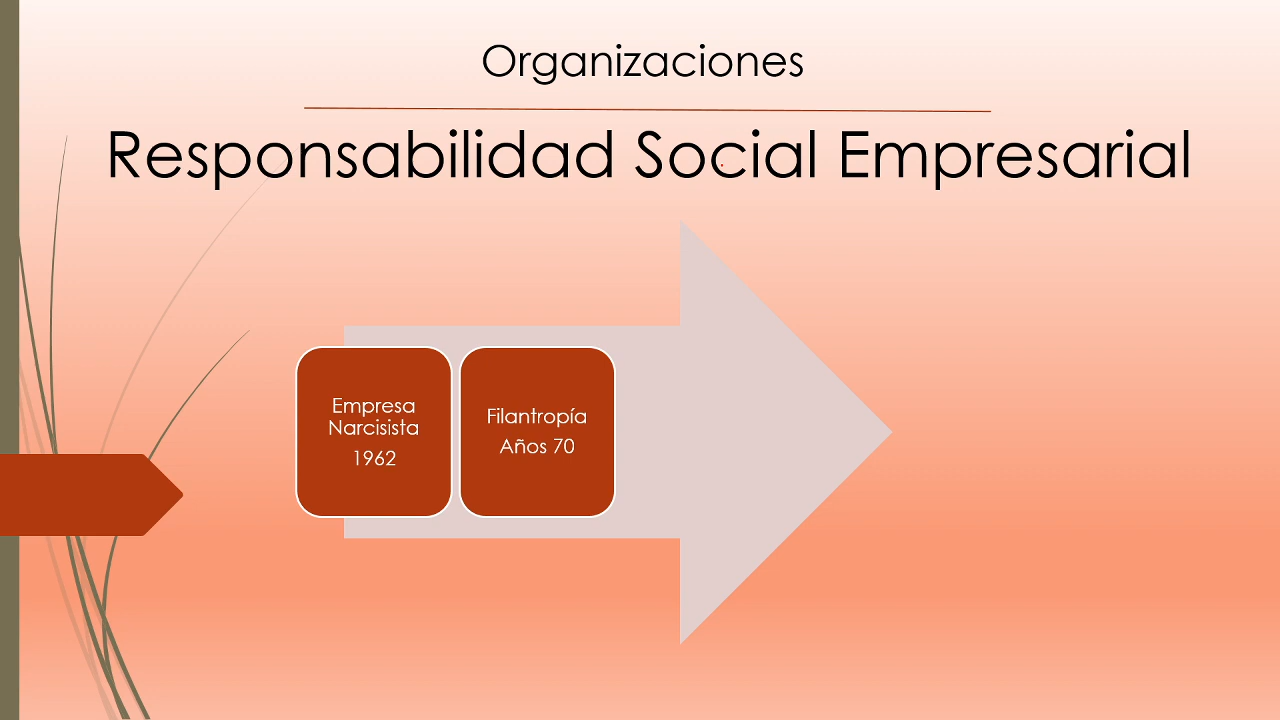 Organizaciones
Responsabilidad Social Empresarial
Empresa
Narcisista
1962
Filantropía
Años 70